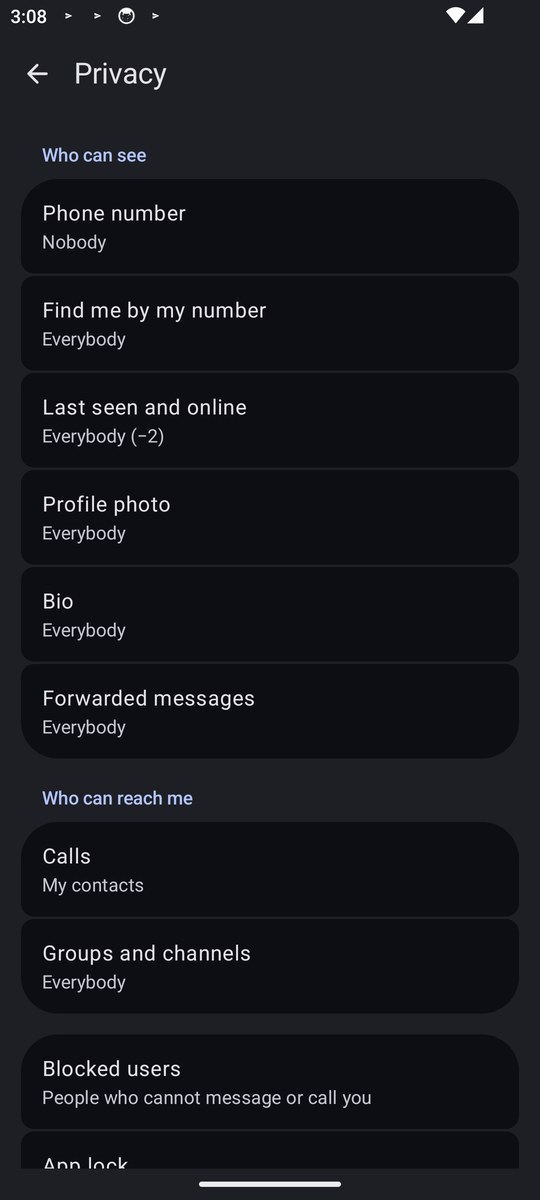 3:08
Privacy
Who can see
Phone number
Nobody
Find me by my number
Everybody
Last seen and online
Everybody (−2)
Profile photo
Everybody
Bio
Everybody
Forwarded messages
Everybody
Who can reach me
Calls
My contacts
Groups and channels
Everybody
Blocked users
People who cannot message or call you
App lock